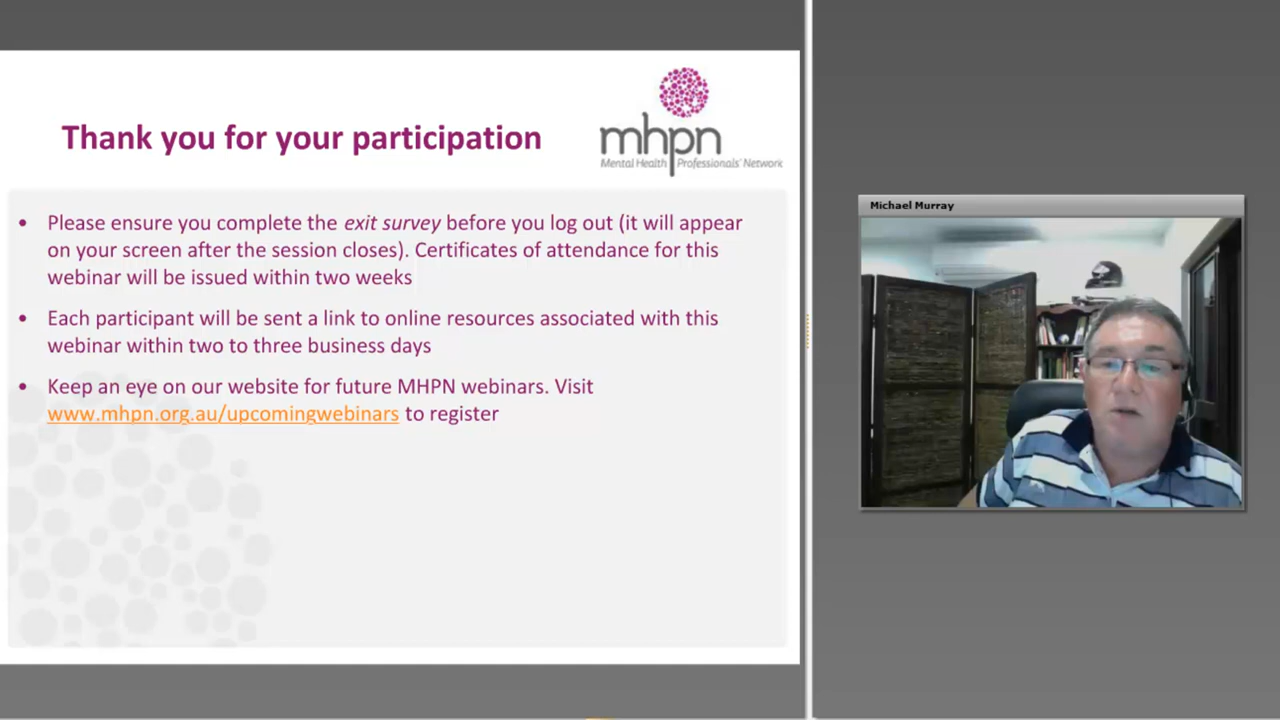 Thank you for your participation
mhpn
Mental Health Professionals' Network
• Please ensure you complete the exit survey before you log out (it will appear
on your screen after the session closes). Certificates of attendance for this
webinar will be issued within two weeks
• Each participant will be sent a link to online resources associated with this
webinar within two to three business days
• Keep an eye on our website for future MHPN webinars. Visit
www.mhpn.org.au/upcomingwebinars to register
Michael Murray